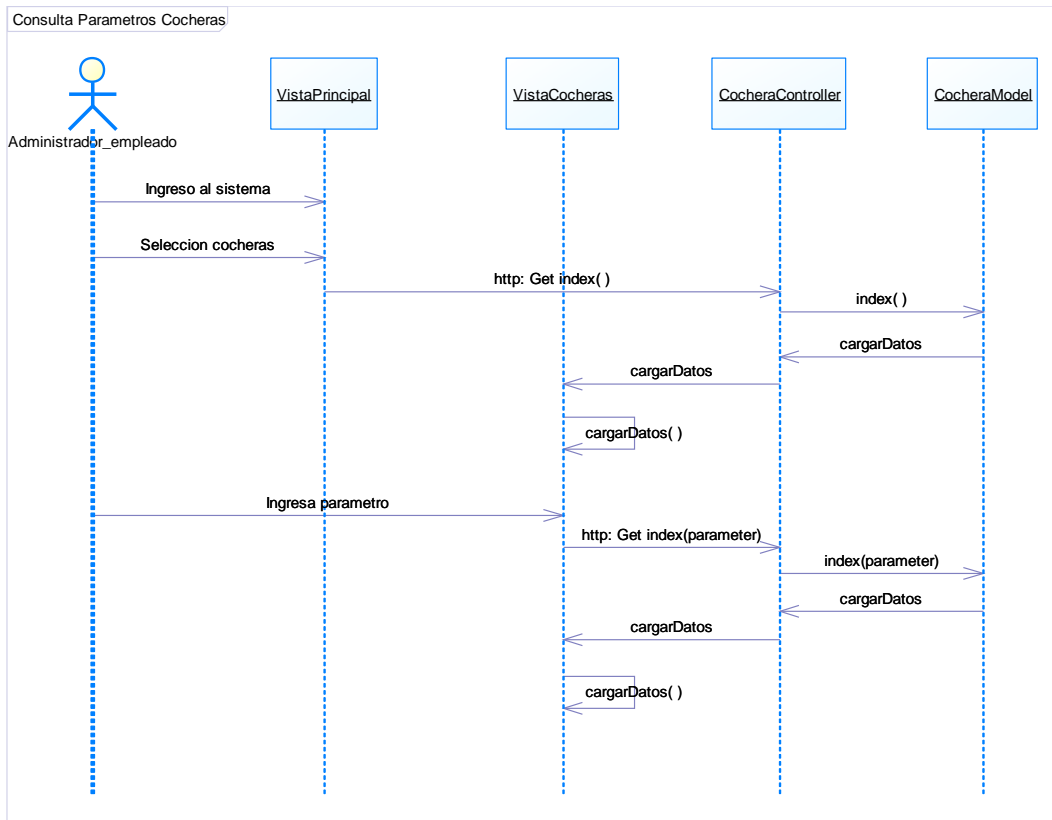 Consulta Parametros Cocheras
VistaPrincipal
VistaCocheras
CocheraController
CocheraModel
Administrador_empleado
Ingreso al sistema
Seleccion cocheras
http: Get index( )
index( )
cargarDatos
cargarDatos
cargarDatos( )
Ingresa parametro
http: Get index(parameter)
index(parameter)
cargarDatos
cargarDatos
cargarDatos( )